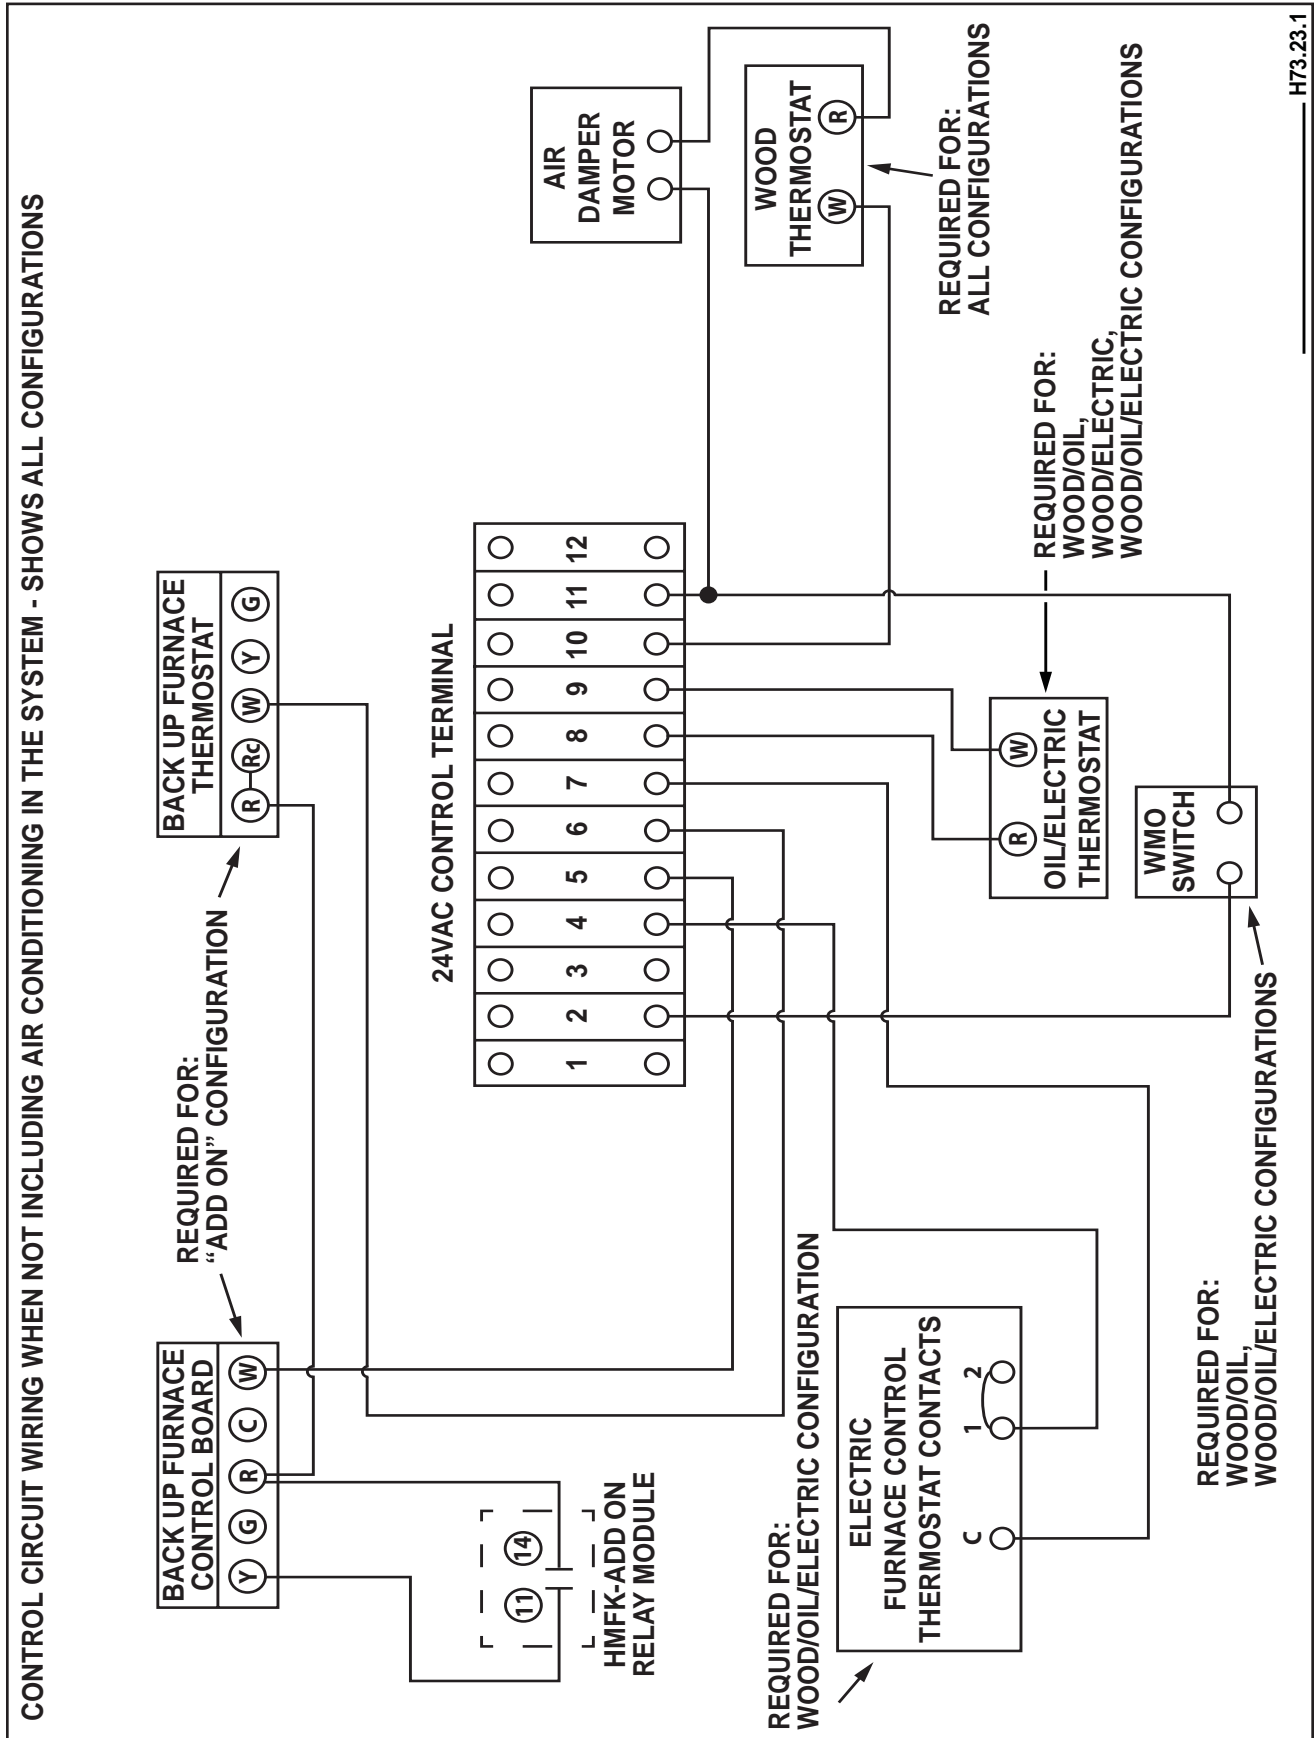 CONTROL CIRCUIT WIRING WHEN NOT INCLUDING AIR CONDITIONING IN THE SYSTEM - SHOWS ALL CONFIGURATIONS
BACK UP FURNACE
CONTROL BOARD
Y G R C W
REQUIRED FOR:
“ADD ON” CONFIGURATION
BACK UP FURNACE
THERMOSTAT
R Rc W Y G
11 14
HMFK-ADD ON
RELAY MODULE
24VAC CONTROL TERMINAL
1 2 3 4 5 6 7 8 9 10 11 12
AIR
DAMPER
MOTOR
WOOD
THERMOSTAT
W R
REQUIRED FOR:
ALL CONFIGURATIONS
REQUIRED FOR:
WOOD/OIL/ELECTRIC CONFIGURATION
ELECTRIC
FURNACE CONTROL
THERMOSTAT CONTACTS
C 1 2
R W
OIL/ELECTRIC
THERMOSTAT
REQUIRED FOR:
WOOD/OIL,
WOOD/ELECTRIC,
WOOD/OIL/ELECTRIC CONFIGURATIONS
WMO
SWITCH
REQUIRED FOR:
WOOD/OIL,
WOOD/OIL/ELECTRIC CONFIGURATIONS
H73.23.1